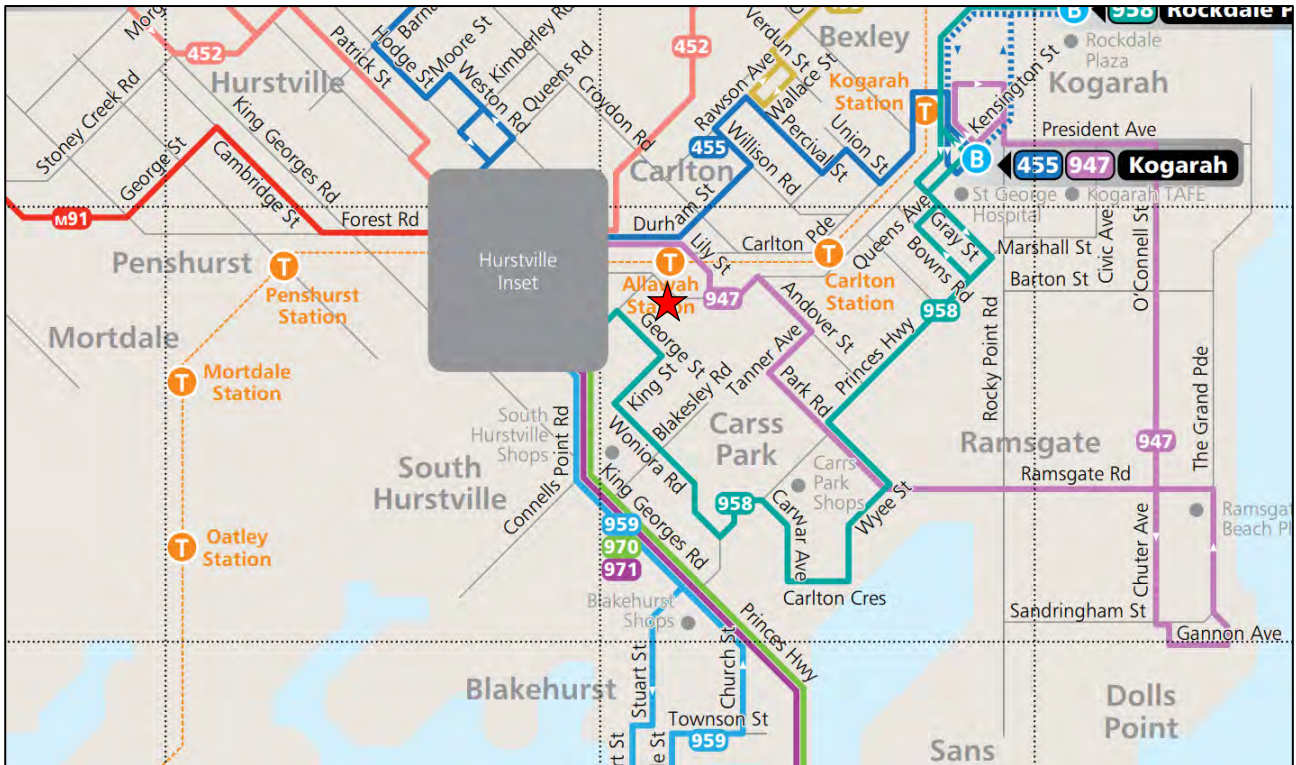 Morg
452
Hurstville
Stoney Creek Rd
King Georges Rd
Patrick St
Hodge St
Barna
Moore St
Weston Rd
Kimberley Rd
Queens Rd
Croydon Rd
452
Verdun St
Bexley
Wallace St
Rawson Ave
455
Percival St
Union St
Willison Rd
Carlton
Kogarah
Station
T
B
958
Rockdale P
Rockdale
Plaza
Kogarah
Kensington St
President Ave
B
455
947
Kogarah
St George
Hospital
Kogarah TAFE
George St
Cambridge St
M91
Forest Rd
Durham St
Penshurst
T
Penshurst
Station
Mortdale
T
Mortdale
Station
Hurstville
Inset
T
Allawah
Station
Lily St
947
Carlton Pde
T
Carlton
Station
Queens Ave
Gray St
Bowns Rd
958
Marshall St
Barton St
Civic Ave
O'Connell St
Rocky Point Rd
The Grand Pde
Andover St
Tanner Ave
Princes Hwy
Park Rd
George St
King St
Blakesley Rd
Woniora Rd
Carss
Park
South
Hurstville
Shops
Connells Point Rd
South
Hurstville
King Georges Rd
Carrs
Park
Shops
Wyee St
Carwar Ave
958
Carlton Cres
Ramsgate
947
Ramsgate Rd
Ramsgat
Beach Pl
Chuter Ave
Sandringham St
Gannon Ave
T
Oatley
Station
959
970
971
Blakehurst
Shops
Princes Hwy
Blakehurst
Stuart St
Church St
Townson St
959
rt St
le St
Dolls
Point
Sans